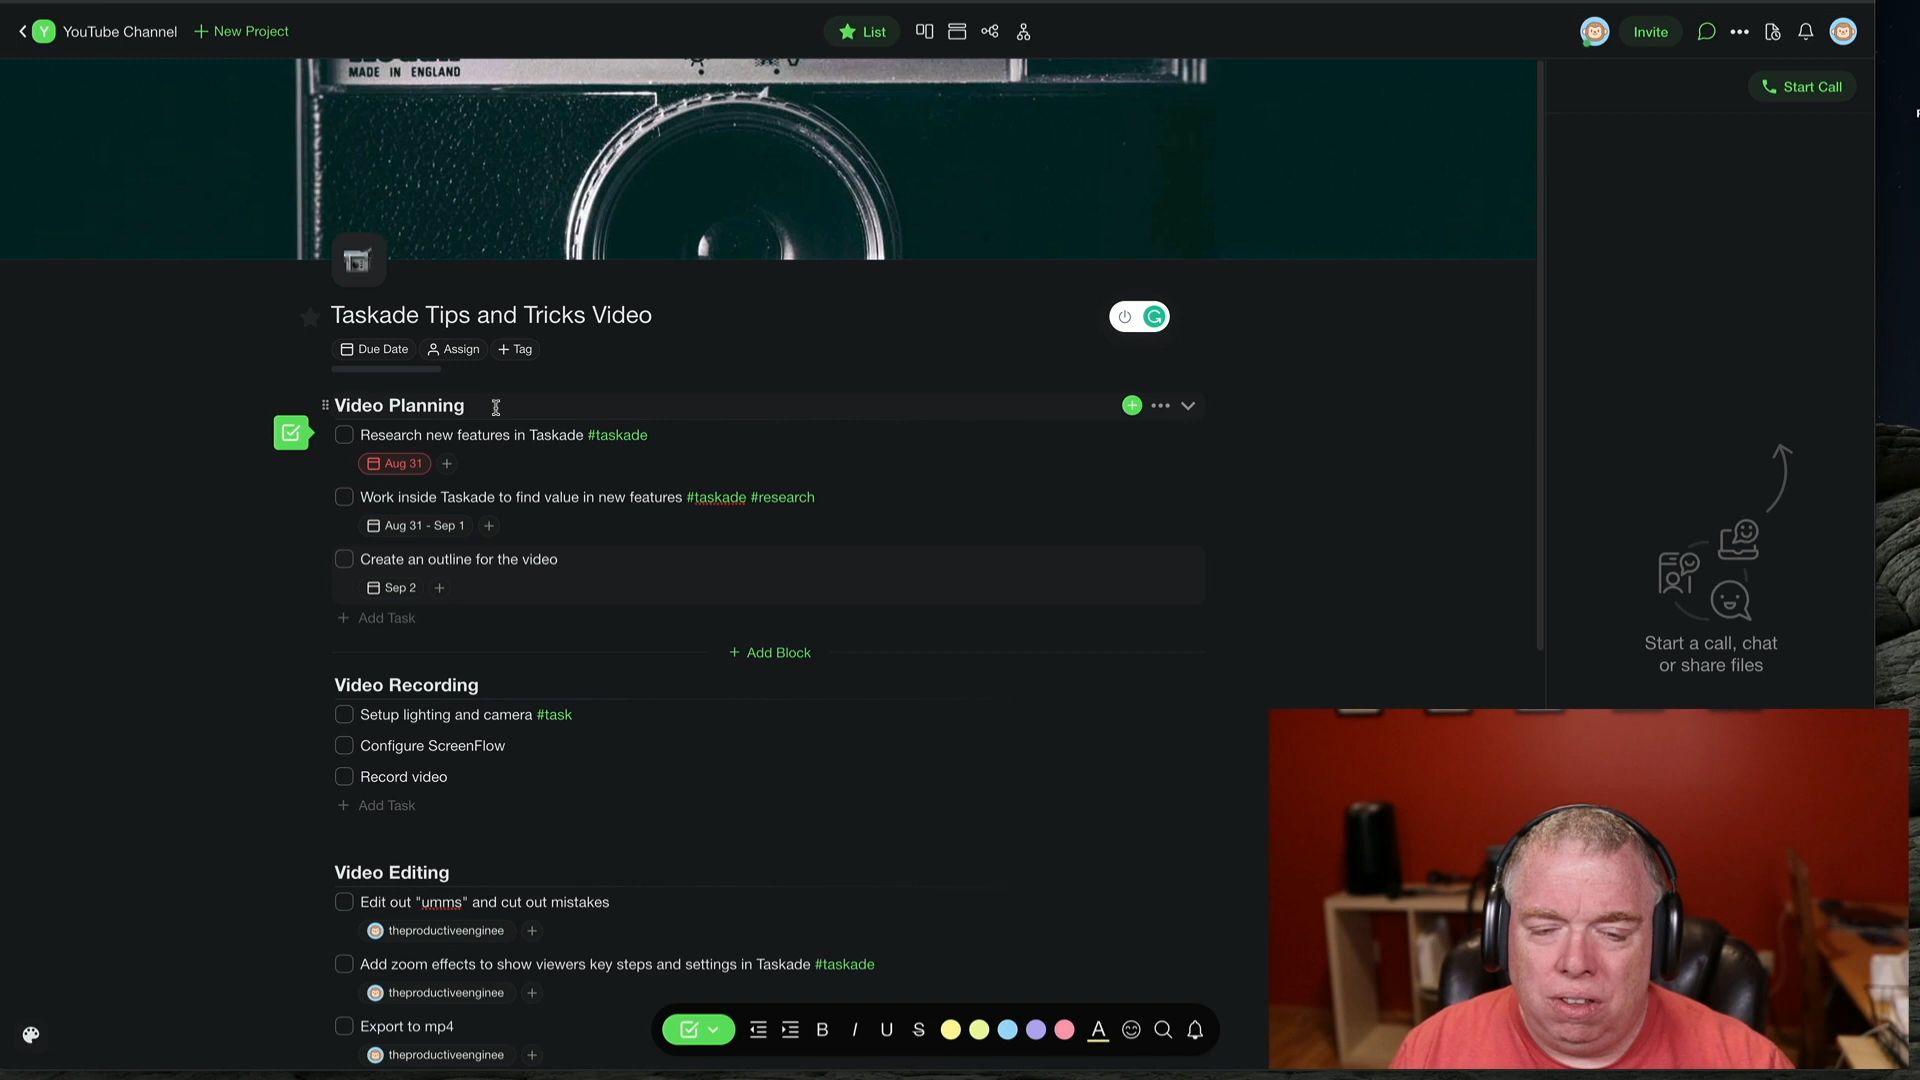 Y YouTube Channel + New Project List Invite
MADE IN ENGLAND
Start Call
Taskade Tips and Tricks Video
Due Date Assign + Tag
Video Planning
Research new features in Taskade #taskade
Aug 31 +
Work inside Taskade to find value in new features #taskade #research
Aug 31 - Sep 1 +
Create an outline for the video
Sep 2 +
+ Add Task
+ Add Block
Start a call, chat
or share files
Video Recording
Setup lighting and camera #task
Configure ScreenFlow
Record video
+ Add Task
Video Editing
Edit out "umms" and cut out mistakes
theproductiveenginee +
Add zoom effects to show viewers key steps and settings in Taskade #taskade
theproductiveenginee +
Export to mp4
theproductiveenginee +
B I U S A